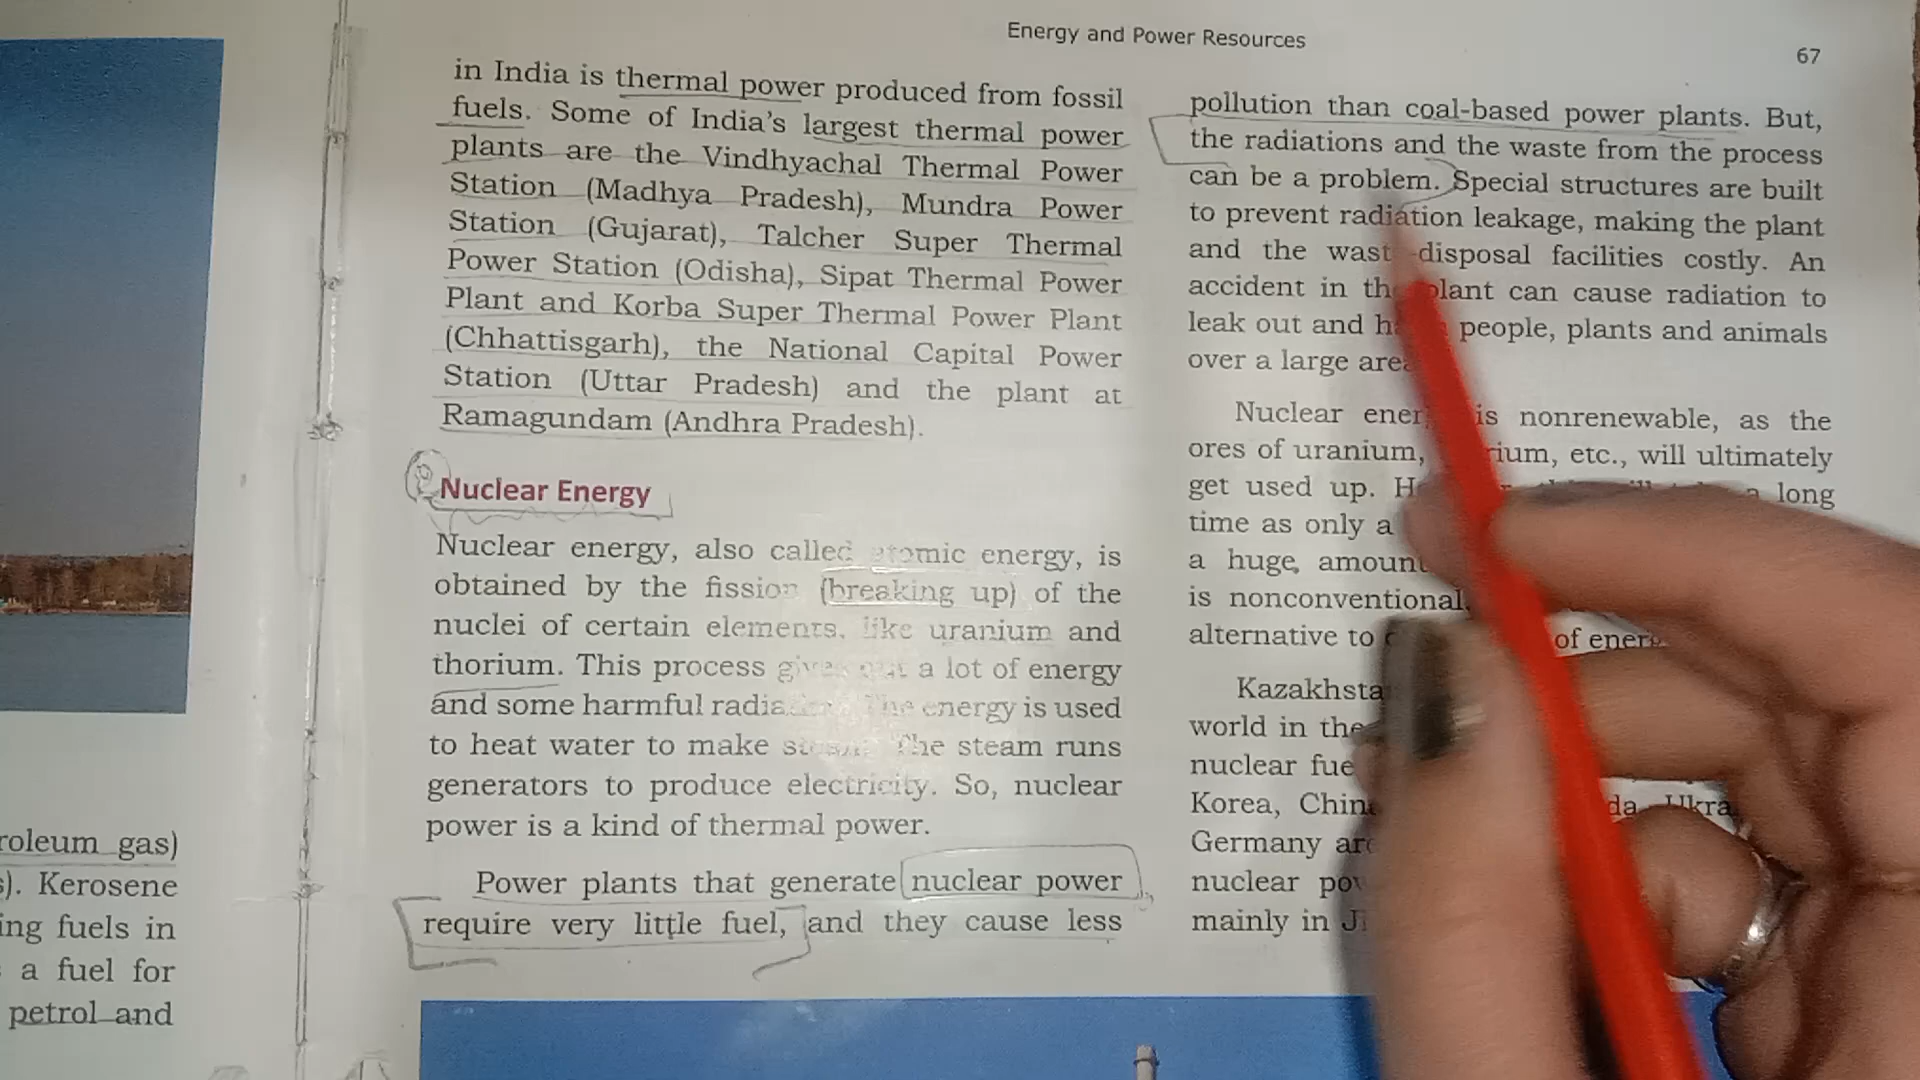 Energy and Power Resources
67
in India is thermal power produced from fossil
fuels. Some of India's largest thermal power
plants are the Vindhyachal Thermal Power
Station (Madhya Pradesh), Mundra Power
Station (Gujarat), Talcher Super Thermal
Power Station (Odisha), Sipat Thermal Power
Plant and Korba Super Thermal Power Plant
(Chhattisgarh), the National Capital Power
Station (Uttar Pradesh) and the plant at
Ramagundam (Andhra Pradesh).
Nuclear Energy
Nuclear energy, also called atomic energy, is
obtained by the fission (breaking up) of the
nuclei of certain elements, like uranium and
thorium. This process gives out a lot of energy
and some harmful The energy is used
to heat water to make steam. The steam runs
generators to produce electricity. So, nuclear
power is a kind of thermal power.
Power plants that generate nuclear power
require very little fuel, and they cause less
pollution than coal-based power plants. But,
the radiations and the waste from the process
can be a problem. Special structures are built
to prevent radiation leakage, making the plant
and the disposal facilities costly. An
accident in the plant can cause radiation to
leak out and people, plants and animals
over a large area
Nuclear is nonrenewable, as the
ores of uranium, etc., will ultimately
get used up. long
time as only a
a huge amount
is nonconventional
alternative to of
world in the
nuclear
Korea,
Germany
nuclear
mainly in
roleum gas)
). Kerosene
ing fuels in
a fuel for
petrol and